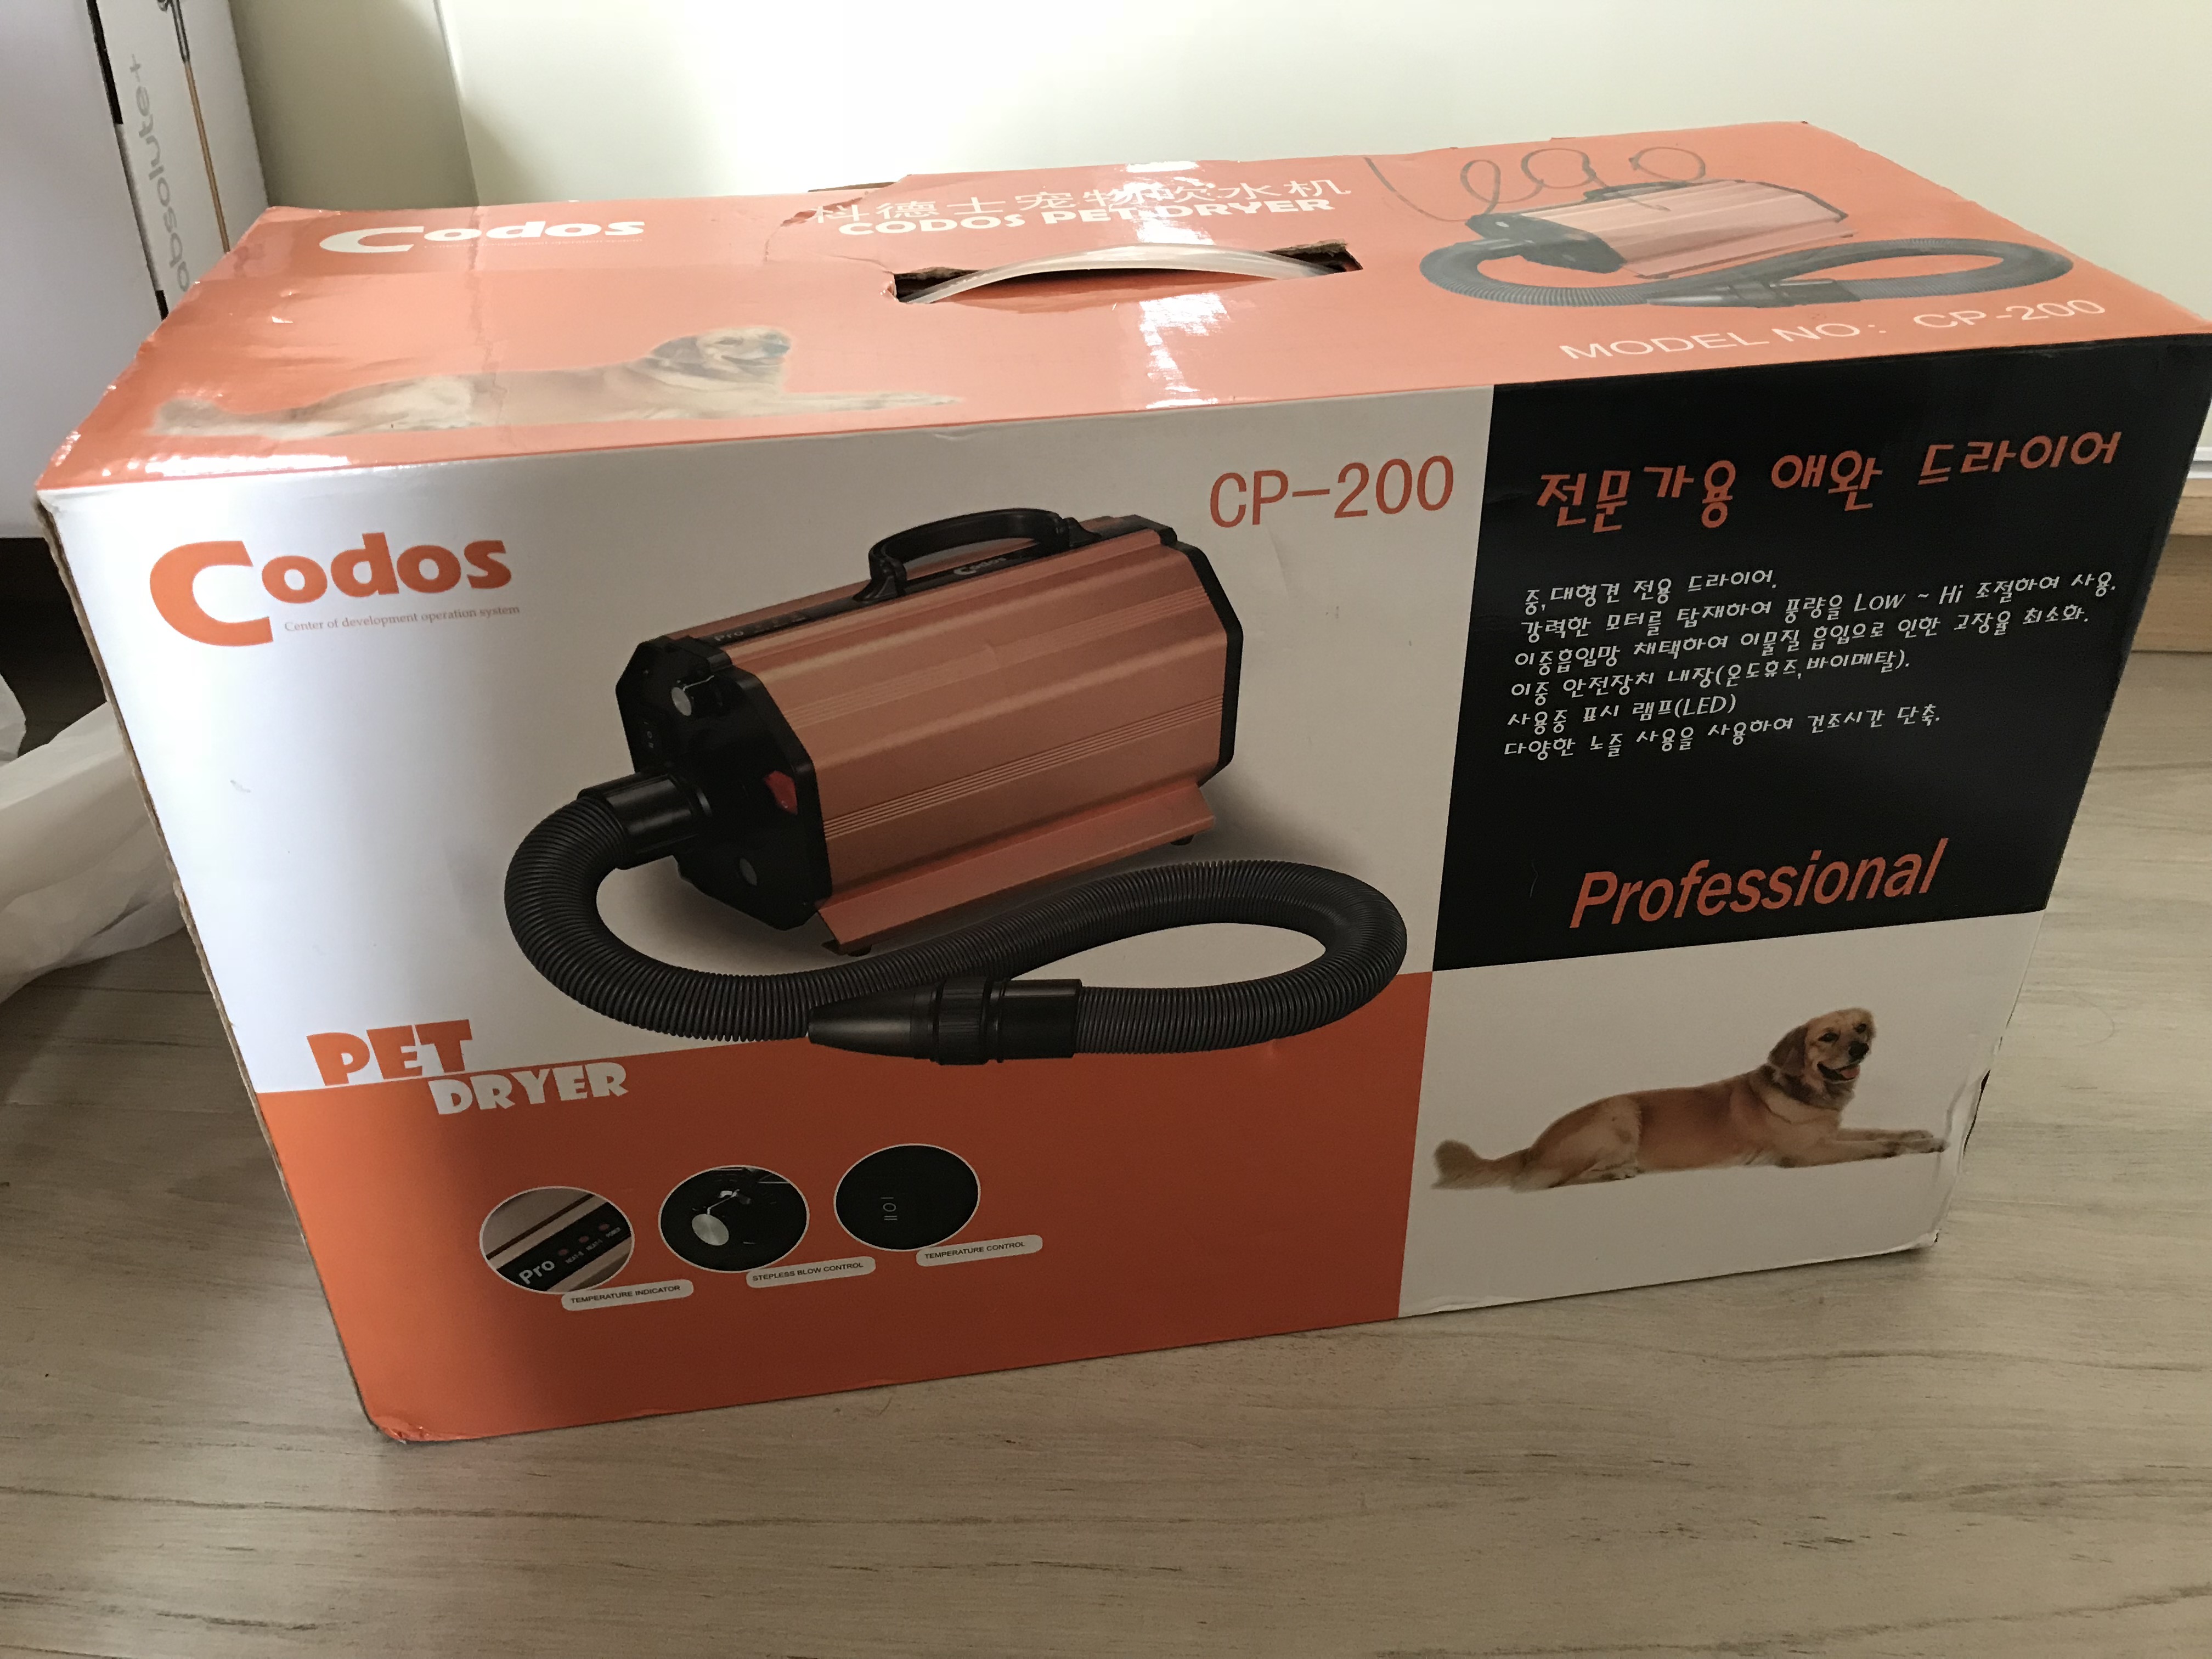 absolute+
Codos
科德士宠物吹水机
CODOS PET DRYER
MODEL NO.: CP-200
Codos
Center of development operation system
CP-200
Codos
Pro
PET
DRYER
Pro
HEAT-II HEAT-I POWER
TEMPERATURE INDICATOR
STEPLESS BLOW CONTROL
TEMPERATURE CONTROL
전문가용 애완 드라이어
중,대형견 전용 드라이어.
강력한 모터를 탑재하여 풍량을 Low ~ Hi 조절하여 사용.
이중흡입망 채택하여 이물질 흡입으로 인한 고장율 최소화.
이중 안전장치 내장(온도휴즈,바이메탈).
사용중 표시 램프(LED)
다양한 노즐 사용을 사용하여 건조시간 단축.
Professional